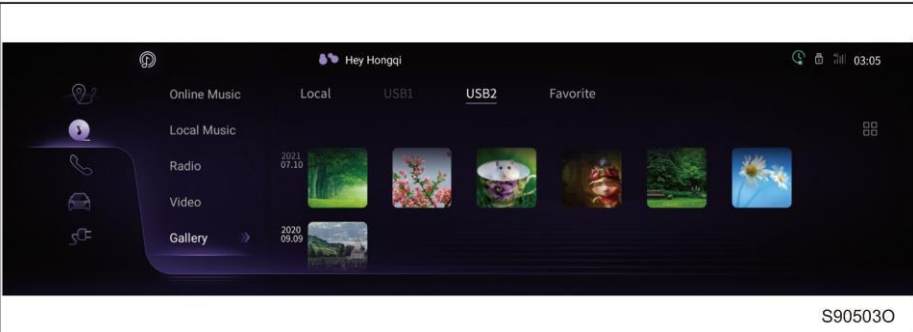 Hey Hongqi
03:05
Online Music
Local Music
Radio
Video
Gallery
Local
USB1
USB2
Favorite
2021
07.10
2020
09.09
S90503O